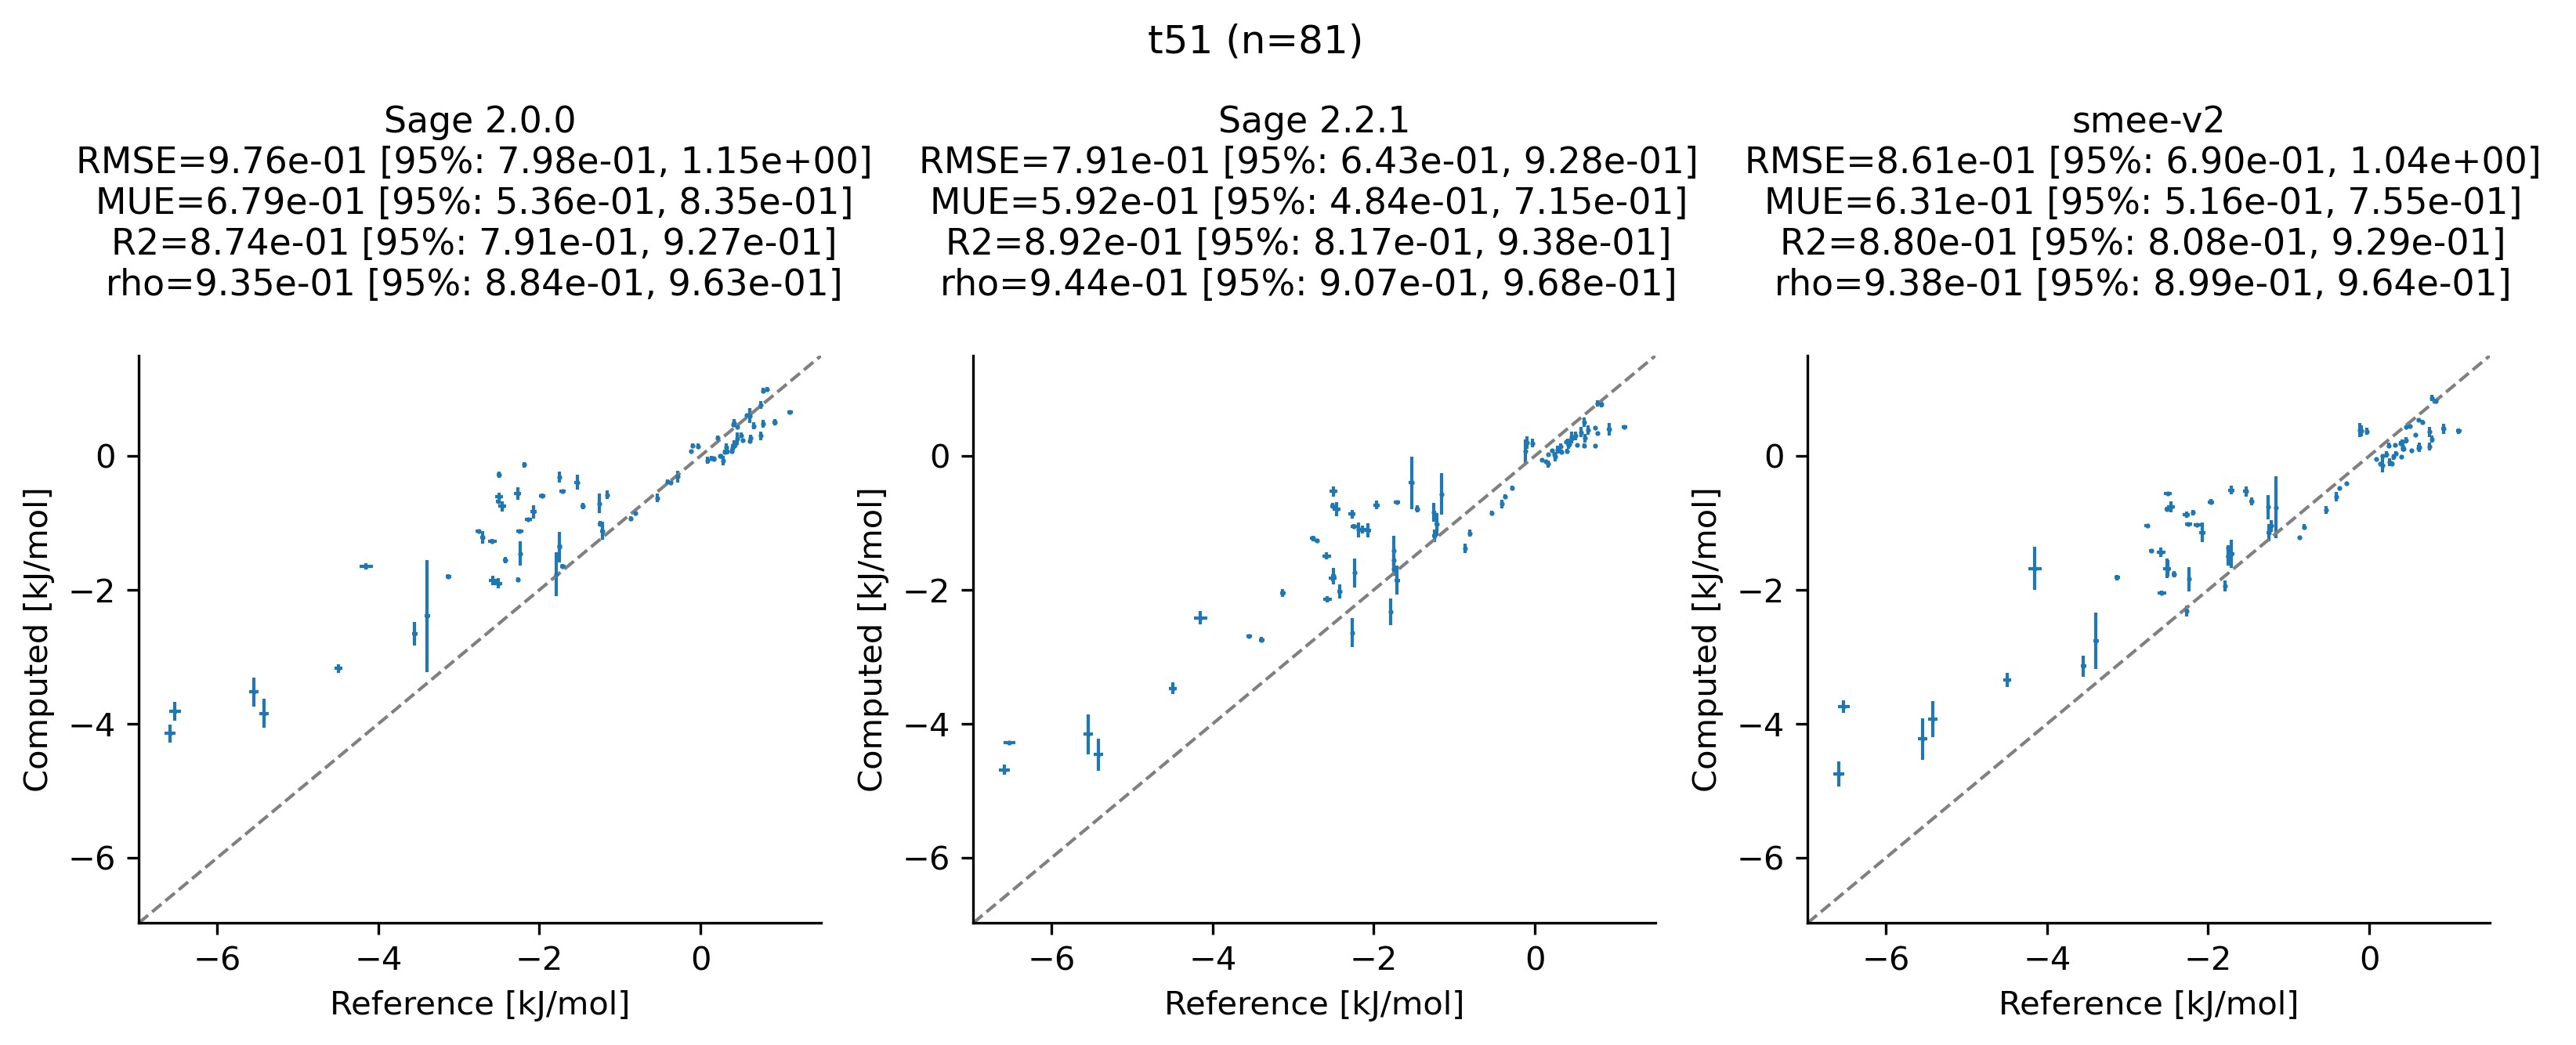 t51 (n=81)
Sage 2.0.0
RMSE=9.76e-01 [95%: 7.98e-01, 1.15e+00]
MUE=6.79e-01 [95%: 5.36e-01, 8.35e-01]
R2=8.74e-01 [95%: 7.91e-01, 9.27e-01]
rho=9.35e-01 [95%: 8.84e-01, 9.63e-01]
0
−2
−4
−6
Computed [kJ/mol]
−6 −4 −2 0
Reference [kJ/mol]
Sage 2.2.1
RMSE=7.91e-01 [95%: 6.43e-01, 9.28e-01]
MUE=5.92e-01 [95%: 4.84e-01, 7.15e-01]
R2=8.92e-01 [95%: 8.17e-01, 9.38e-01]
rho=9.44e-01 [95%: 9.07e-01, 9.68e-01]
0
−2
−4
−6
Computed [kJ/mol]
−6 −4 −2 0
Reference [kJ/mol]
smee-v2
RMSE=8.61e-01 [95%: 6.90e-01, 1.04e+00]
MUE=6.31e-01 [95%: 5.16e-01, 7.55e-01]
R2=8.80e-01 [95%: 8.08e-01, 9.29e-01]
rho=9.38e-01 [95%: 8.99e-01, 9.64e-01]
0
−2
−4
−6
Computed [kJ/mol]
−6 −4 −2 0
Reference [kJ/mol]